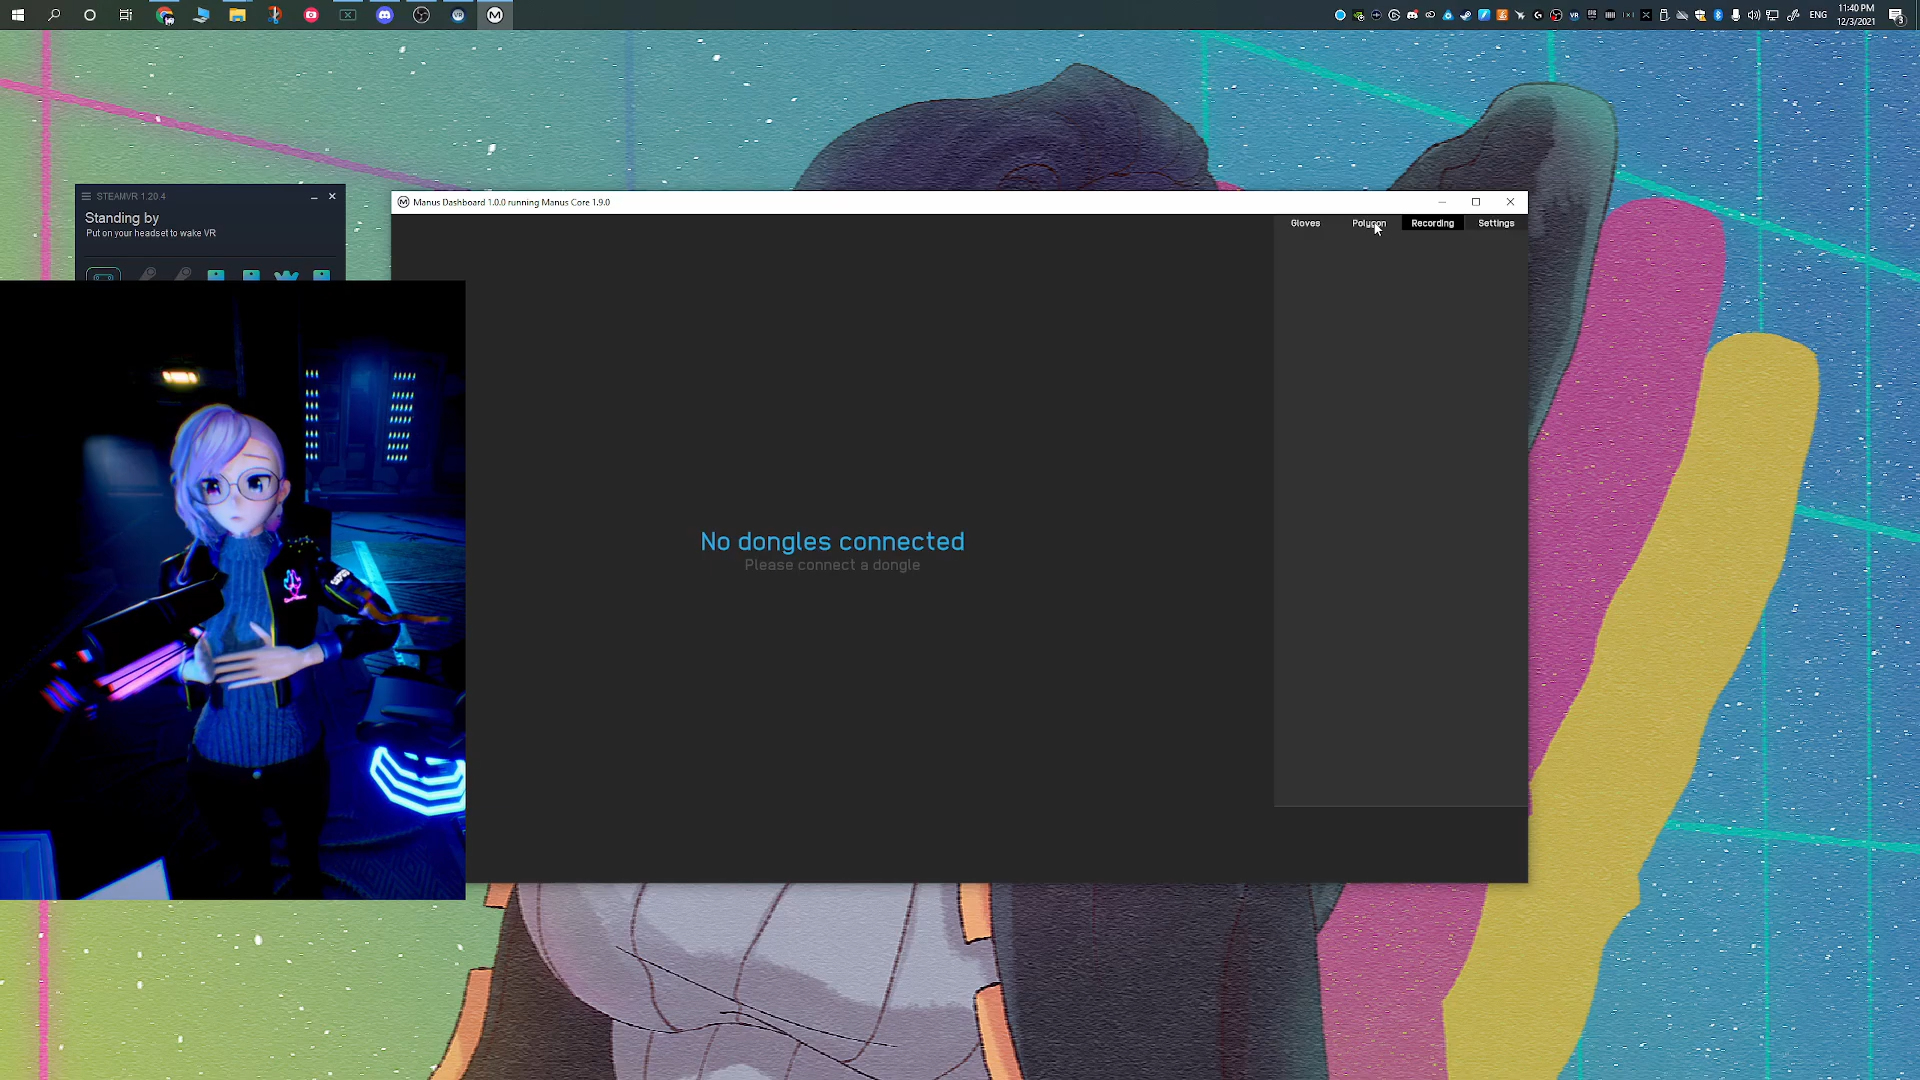 11:40 PM
ENG
12/3/2021
3
STEAMVR 1.20.4
Standing by
Put on your headset to wake VR
Manus Dashboard 1.0.0 running Manus Core 1.9.0
Gloves
Polygon
Recording
Settings
No dongles connected
Please connect a dongle